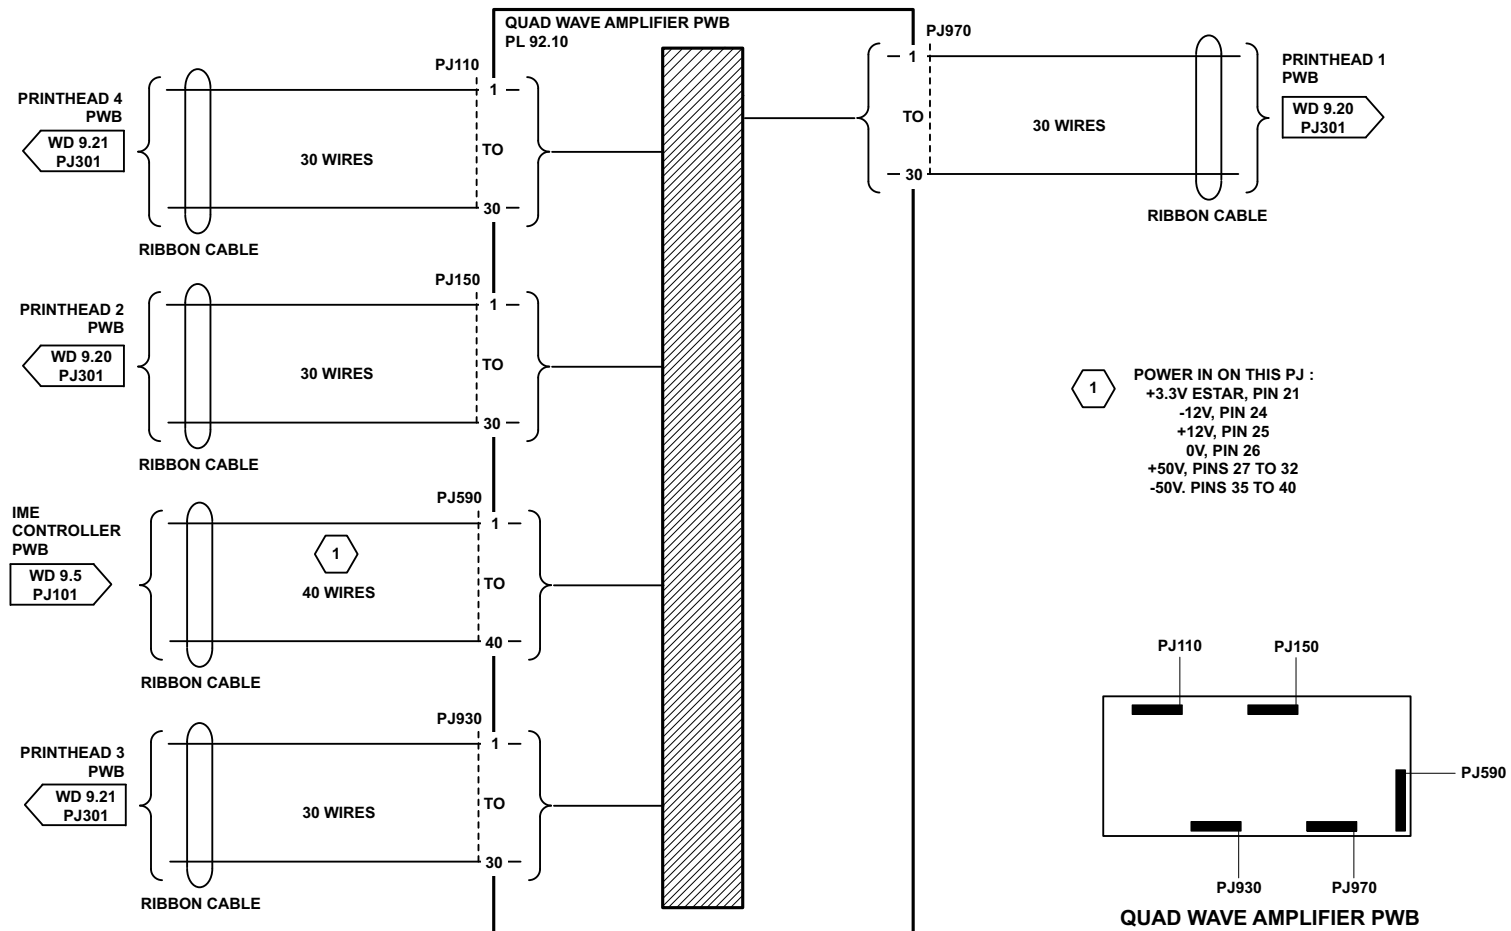 QUAD WAVE AMPLIFIER PWB
PL 92.10
PJ110
PRINTHEAD 4
PWB
WD 9.21
PJ301
1
30 WIRES
TO
30
RIBBON CABLE
PJ150
PRINTHEAD 2
PWB
WD 9.20
PJ301
1
30 WIRES
TO
30
RIBBON CABLE
PJ590
IME
CONTROLLER
PWB
WD 9.5
PJ101
1
1
40 WIRES
TO
40
RIBBON CABLE
PJ930
PRINTHEAD 3
PWB
WD 9.21
PJ301
1
30 WIRES
TO
30
RIBBON CABLE
PJ970
1
TO
30
30 WIRES
PRINTHEAD 1
PWB
WD 9.20
PJ301
RIBBON CABLE
1
POWER IN ON THIS PJ :
+3.3V ESTAR, PIN 21
-12V, PIN 24
+12V, PIN 25
0V, PIN 26
+50V, PINS 27 TO 32
-50V. PINS 35 TO 40
PJ110
PJ150
PJ590
PJ930
PJ970
QUAD WAVE AMPLIFIER PWB